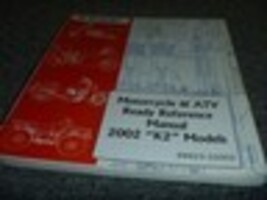 Motorcycle & ATV
Ready Reference
Manual
2002 "K2" Models